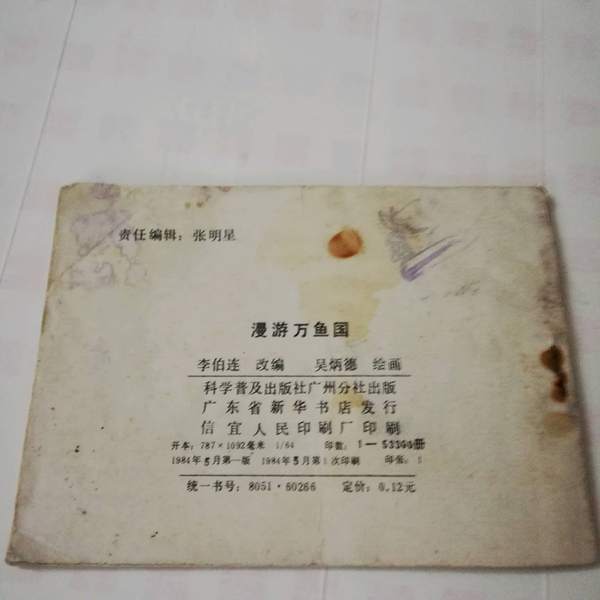 责任编辑：张明星
漫游万鱼国
李伯连 改编 吴炳德 绘画
科学普及出版社广州分社出版
广东省新华书店发行
信宜人民印刷厂印刷
开本：787×1092毫米 1/64 印数：1—53300册
1984年5月第一版 1984年5月第1次印刷 印张：1
统一书号：8051·60266 定价：0.12元